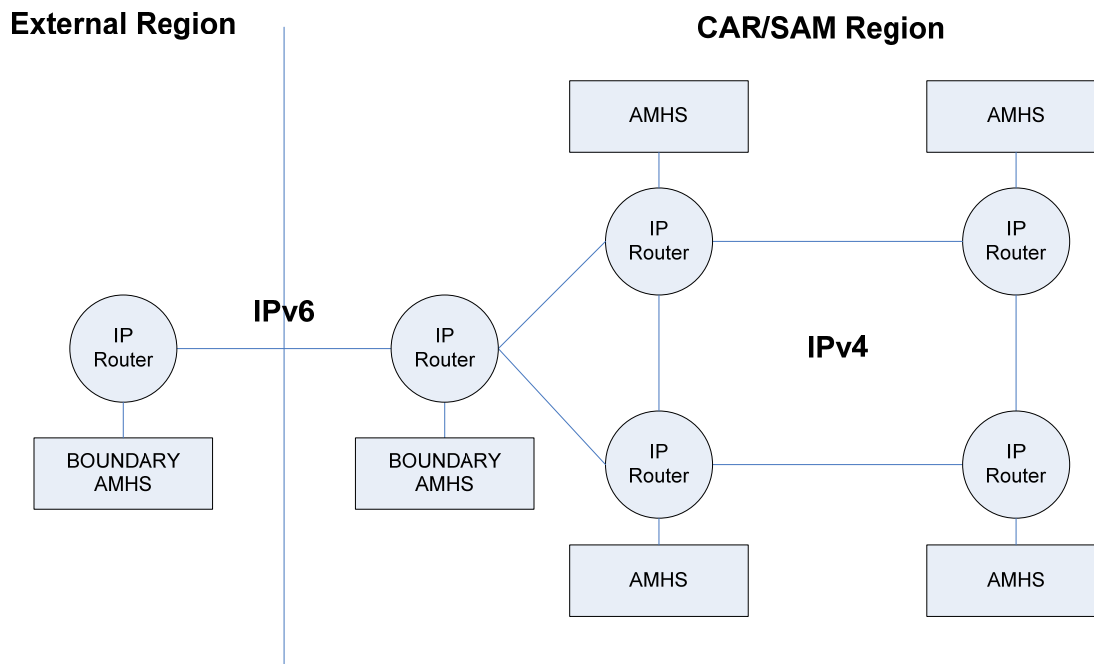 External Region
CAR/SAM Region
AMHS
AMHS
IP
Router
IP
Router
IPv6
IP
Router
IP
Router
IPv4
BOUNDARY
AMHS
BOUNDARY
AMHS
IP
Router
IP
Router
AMHS
AMHS